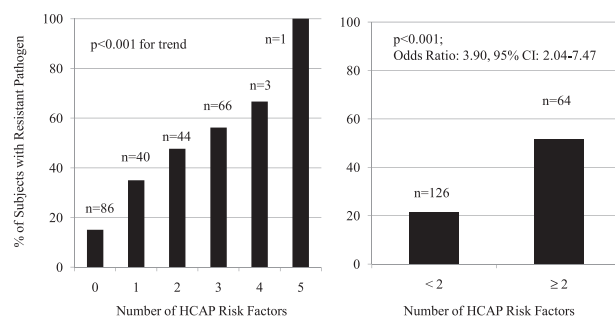 % of Subjects with Resistant Pathogen
100
80
60
40
20
0
p<0.001 for trend
n=86
n=40
n=44
n=66
n=3
n=1
0 1 2 3 4 5
Number of HCAP Risk Factors
100
80
60
40
20
0
p<0.001;
Odds Ratio: 3.90, 95% CI: 2.04-7.47
n=126
n=64
< 2 ≥ 2
Number of HCAP Risk Factors